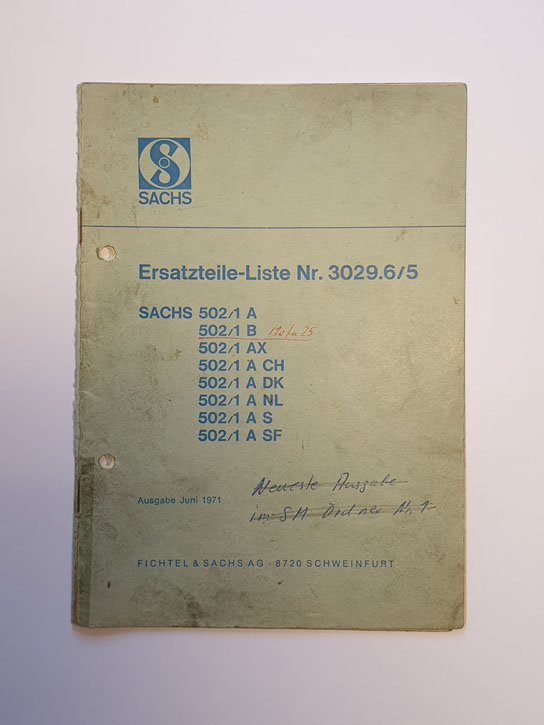 SACHS
Ersatzteile-Liste Nr. 3029.6/5
SACHS 502/1 A
502/1 B Mofa 25
502/1 AX
502/1 A CH
502/1 A DK
502/1 A NL
502/1 A S
502/1 A SF
Neueste Ausgabe
im SM Ordner Nr. 1
Ausgabe Juni 1971
FICHTEL & SACHS AG · 8720 SCHWEINFURT